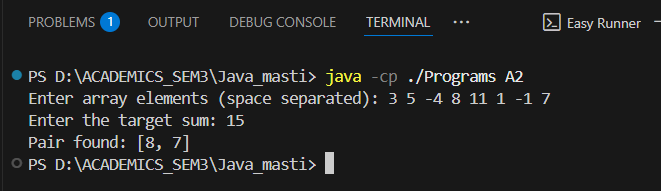 PROBLEMS 1 OUTPUT DEBUG CONSOLE TERMINAL ... Easy Runner
PS D:\ACADEMICS_SEM3\Java_masti> java -cp ./Programs A2
Enter array elements (space separated): 3 5 -4 8 11 1 -1 7
Enter the target sum: 15
Pair found: [8, 7]
PS D:\ACADEMICS_SEM3\Java_masti>